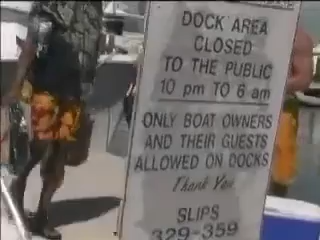 DOCK AREA
CLOSED
TO THE PUBLIC
10 pm TO 6 am
ONLY BOAT OWNERS
AND THEIR GUESTS
ALLOWED ON DOCKS
Thank You
SLIPS
329-359